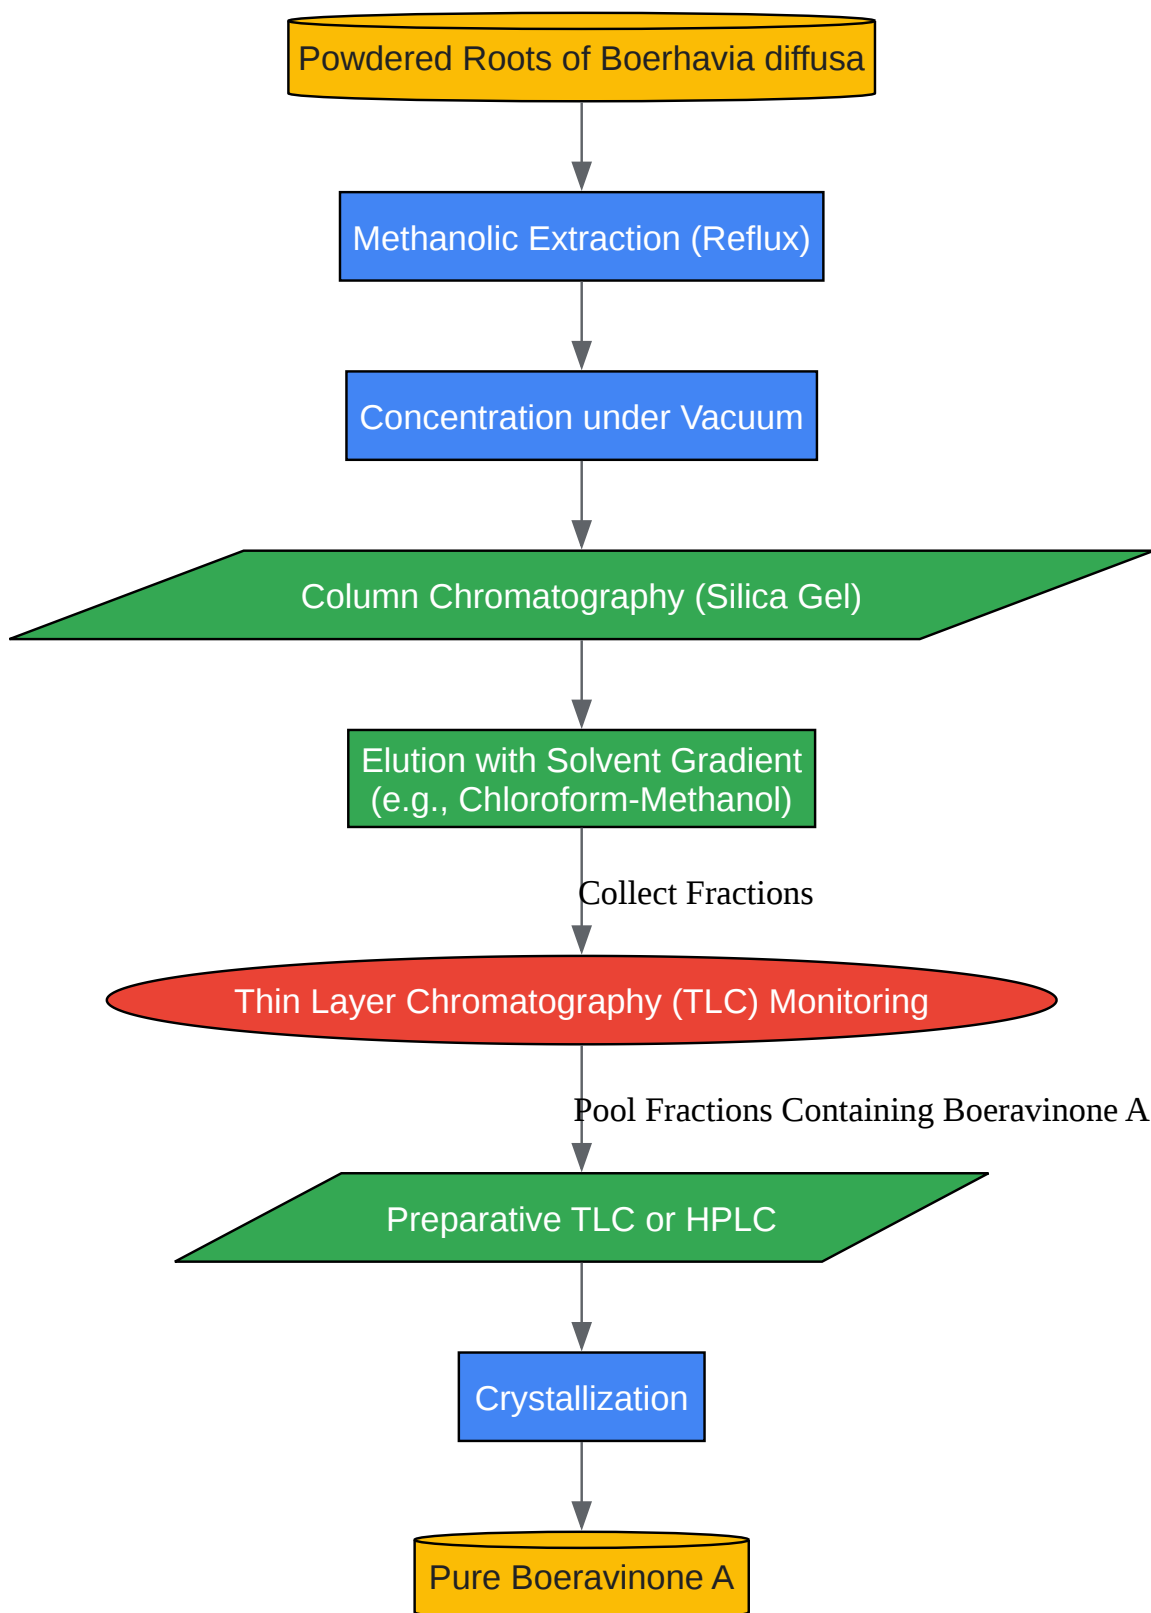 Powdered Roots of Boerhavia diffusa
Methanolic Extraction (Reflux)
Concentration under Vacuum
Column Chromatography (Silica Gel)
Elution with Solvent Gradient
(e.g., Chloroform-Methanol)
Collect Fractions
Thin Layer Chromatography (TLC) Monitoring
Pool Fractions Containing Boeravinone A
Preparative TLC or HPLC
Crystallization
Pure Boeravinone A